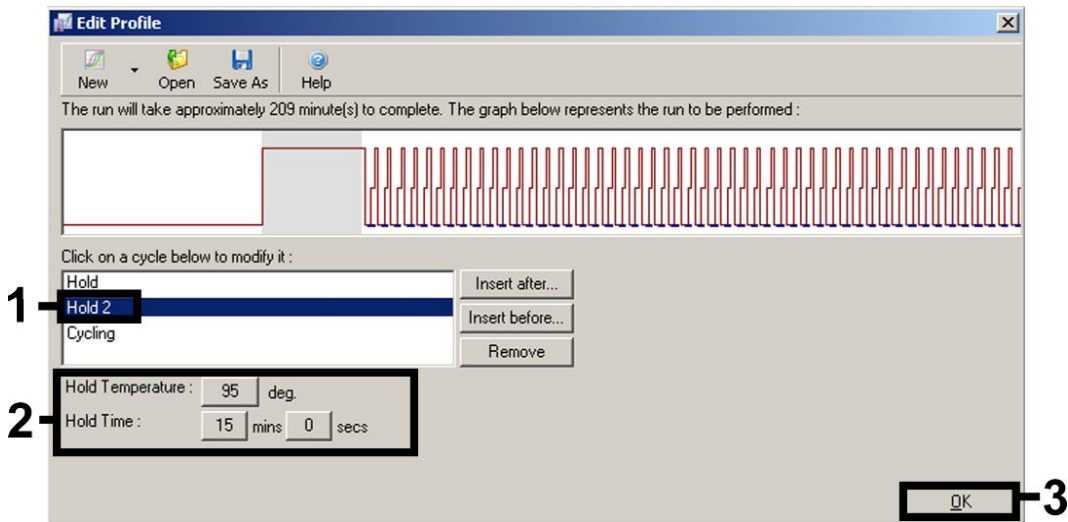 Edit Profile
New Open Save As Help
The run will take approximately 209 minute(s) to complete. The graph below represents the run to be performed :
Click on a cycle below to modify it :
Hold
Insert after...
1
Hold 2
Insert before...
Cycling
Remove
2
Hold Temperature : 95 deg.
Hold Time : 15 mins 0 secs
OK
3